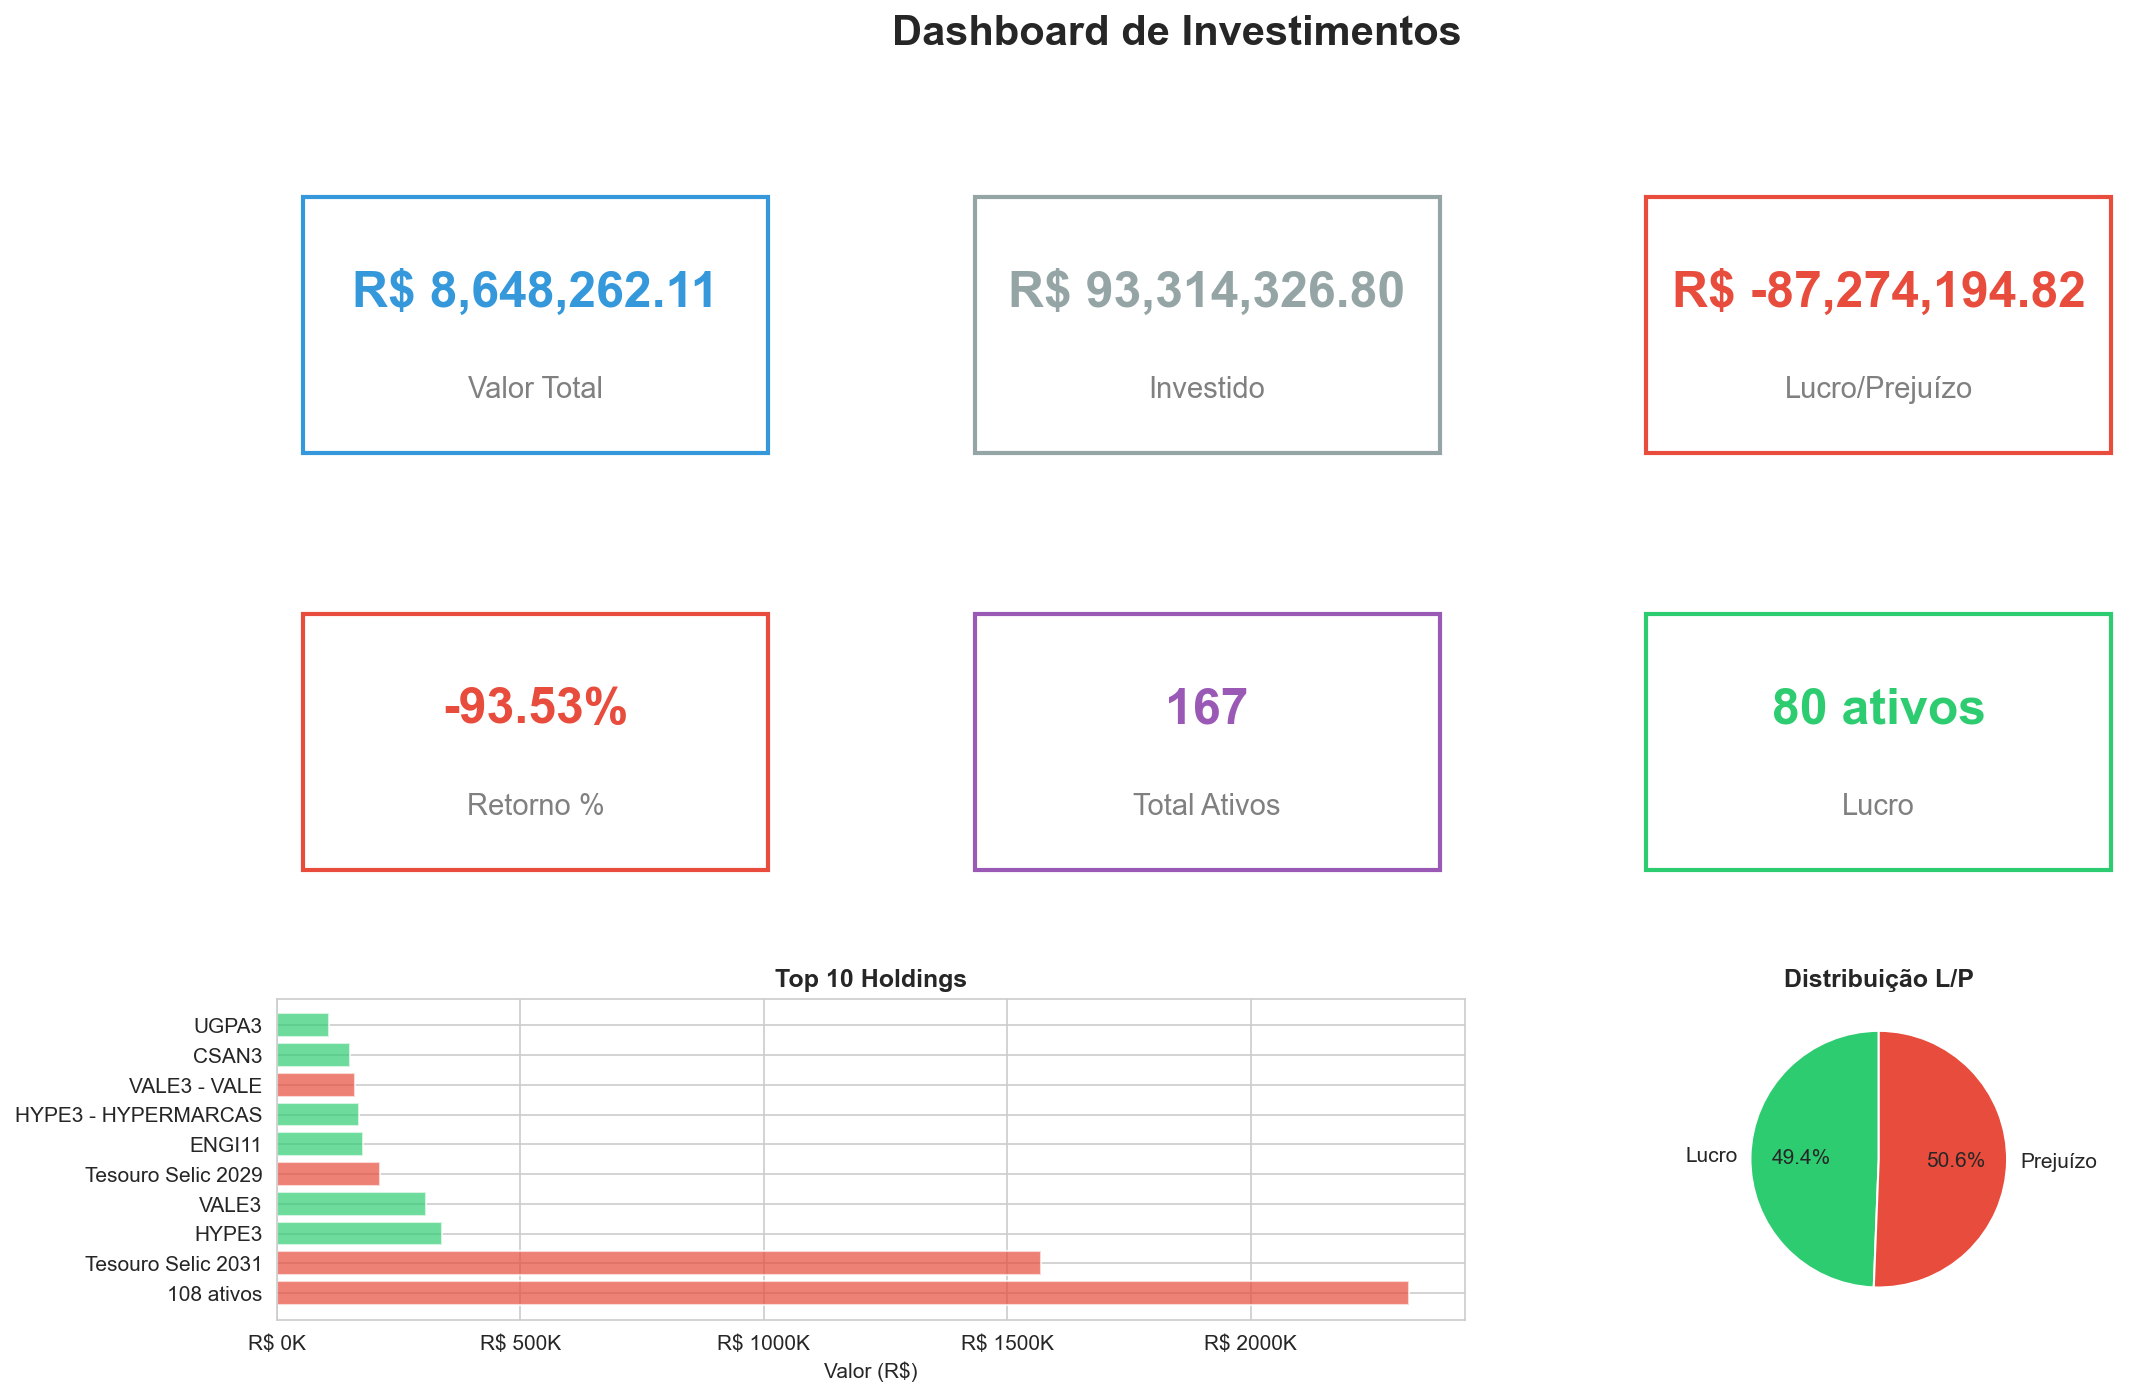 Dashboard de Investimentos
R$ 8,648,262.11
Valor Total
R$ 93,314,326.80
Investido
R$ -87,274,194.82
Lucro/Prejuízo
-93.53%
Retorno %
167
Total Ativos
80 ativos
Lucro
Top 10 Holdings
UGPA3
CSAN3
VALE3 - VALE
HYPE3 - HYPERMARCAS
ENGI11
Tesouro Selic 2029
VALE3
HYPE3
Tesouro Selic 2031
108 ativos
R$ 0K
R$ 500K
R$ 1000K
R$ 1500K
R$ 2000K
Valor (R$)
Distribuição L/P
Lucro
49.4%
50.6%
Prejuízo